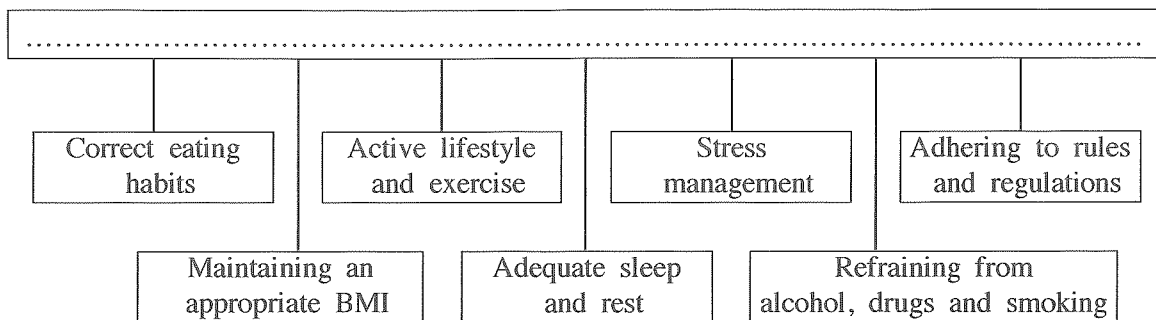 ................................................................................
Correct eating
habits
Active lifestyle
and exercise
Stress
management
Adhering to rules
and regulations
Maintaining an
appropriate BMI
Adequate sleep
and rest
Refraining from
alcohol, drugs and smoking